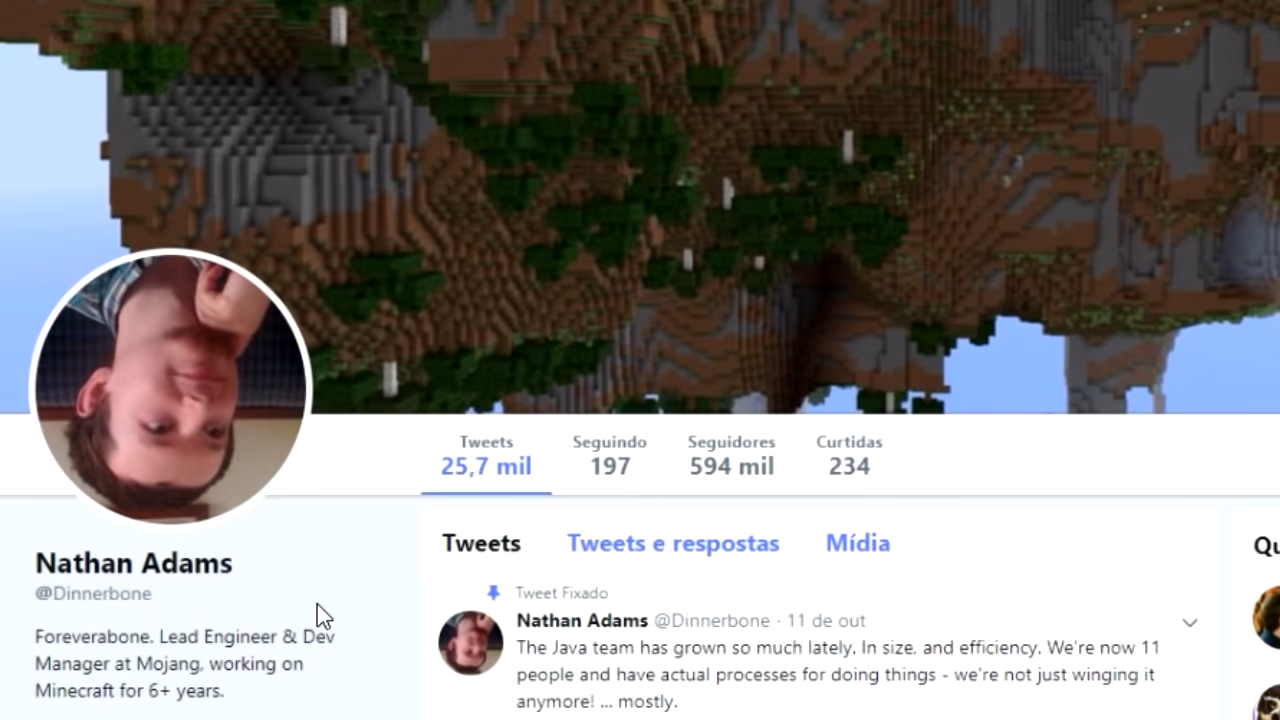 Tweets Seguindo Seguidores Curtidas
25,7 mil 197 594 mil 234
Nathan Adams
@Dinnerbone
Foreverabone. Lead Engineer & Dev
Manager at Mojang, working on
Minecraft for 6+ years.
Tweets Tweets e respostas Mídia
Tweet Fixado
Nathan Adams @Dinnerbone · 11 de out
The Java team has grown so much lately. In size, and efficiency. We're now 11
people and have actual processes for doing things - we're not just winging it
anymore! ... mostly.
Qu